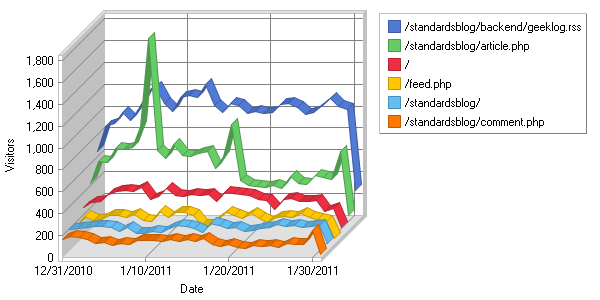 /standardsblog/backend/geeklog.rss
/standardsblog/article.php
/
/feed.php
/standardsblog/
/standardsblog/comment.php
Visitors
1,800
1,600
1,400
1,200
1,000
800
600
400
200
0
12/31/2010 1/10/2011 1/20/2011 1/30/2011
Date